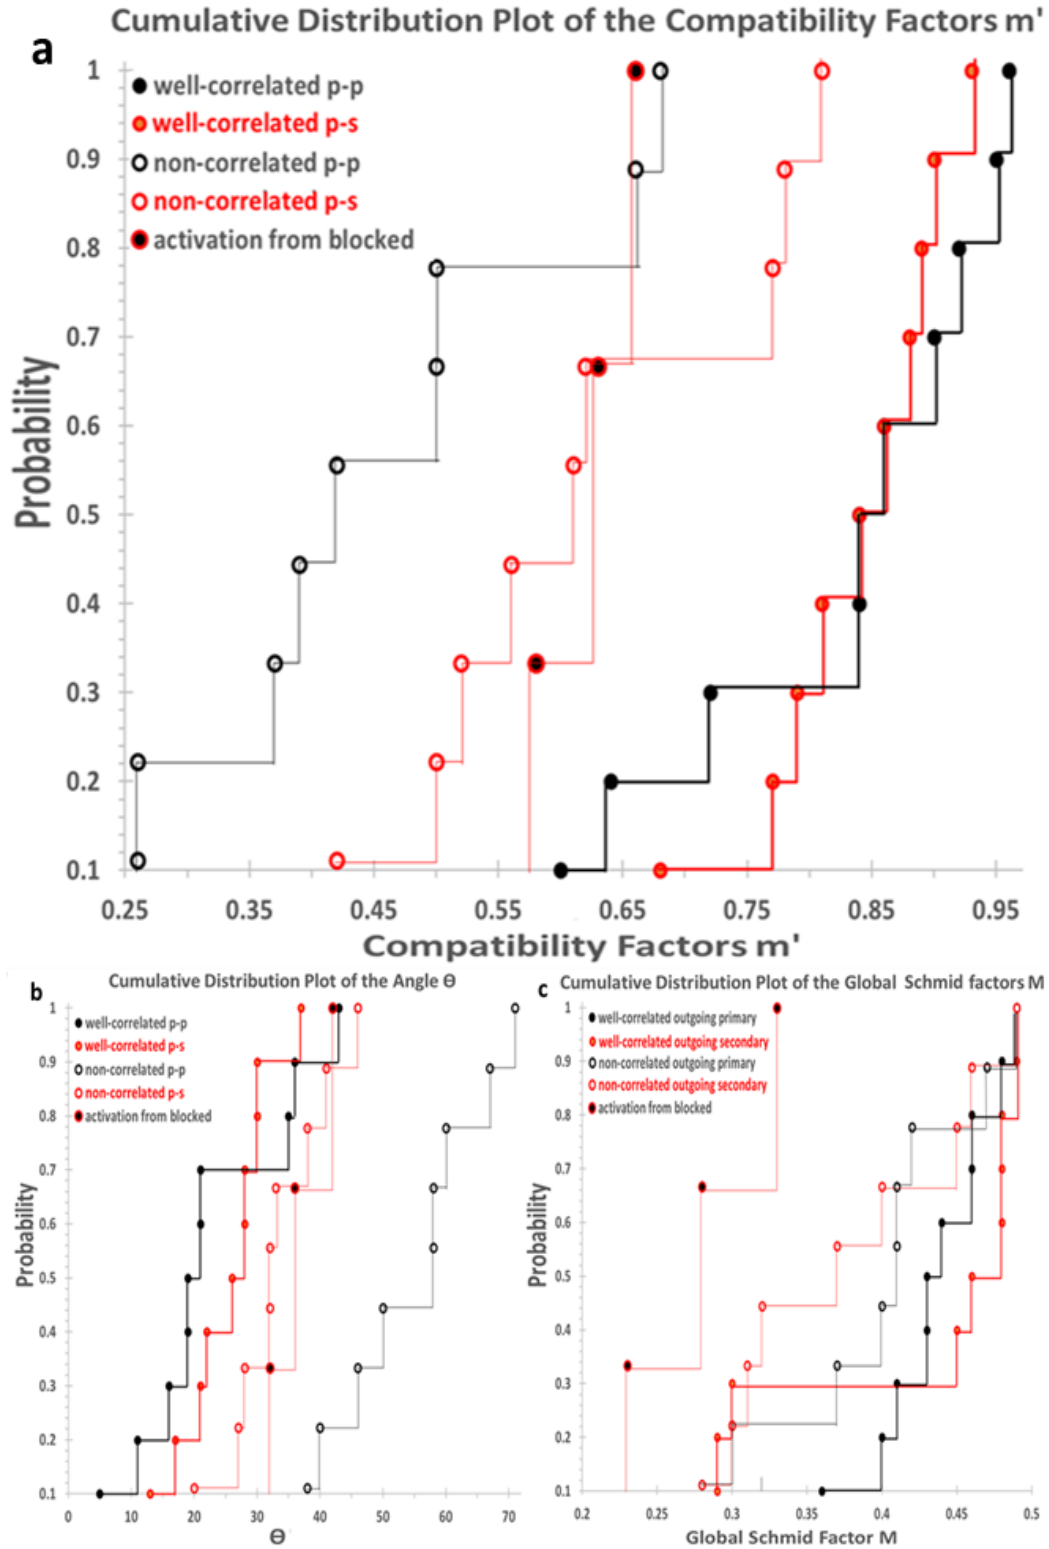 Cumulative Distribution Plot of the Compatibility Factors m'
a
1
well-correlated p-p
well-correlated p-s
0.9
non-correlated p-p
non-correlated p-s
activation from blocked
0.8
0.7
0.6
0.5
0.4
0.3
0.2
0.1
Probability
0.25 0.35 0.45 0.55 0.65 0.75 0.85 0.95
Compatibility Factors m'
b
Cumulative Distribution Plot of the Angle Θ
1
well-correlated p-p
well-correlated p-s
0.9
non-correlated p-p
non-correlated p-s
0.8
activation from blocked
0.7
0.6
0.5
0.4
0.3
0.2
0.1
Probability
0 10 20 30 40 50 60 70
Θ
c
Cumulative Distribution Plot of the Global Schmid factors M
1
well-correlated outgoing primary
well-correlated outgoing secondary
0.9
non-correlated outgoing primary
non-correlated outgoing secondary
0.8
activation from blocked
0.7
0.6
0.5
0.4
0.3
0.2
0.1
Probability
0.2 0.25 0.3 0.35 0.4 0.45 0.5
Global Schmid Factor M